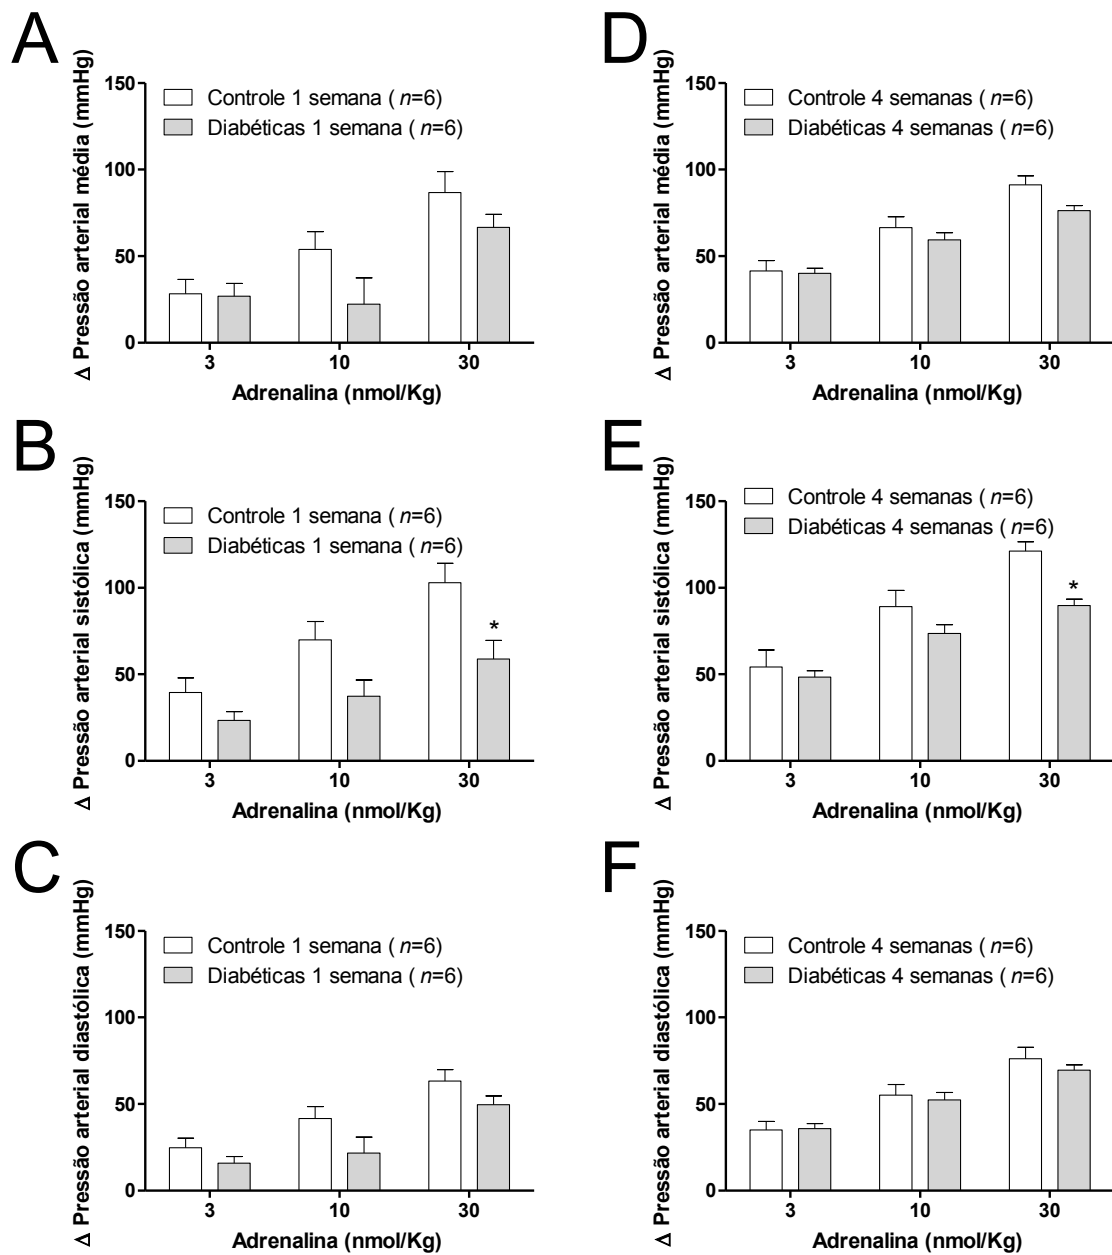 A
Δ Pressão arterial média (mmHg)
150
100
50
0
Controle 1 semana ( n=6)
Diabéticas 1 semana ( n=6)
3 10 30
Adrenalina (nmol/Kg)
D
Δ Pressão arterial média (mmHg)
150
100
50
0
Controle 4 semanas ( n=6)
Diabéticas 4 semanas ( n=6)
3 10 30
Adrenalina (nmol/Kg)
B
Δ Pressão arterial sistólica (mmHg)
150
100
50
0
Controle 1 semana ( n=6)
Diabéticas 1 semana ( n=6)
*
3 10 30
Adrenalina (nmol/Kg)
E
Δ Pressão arterial sistólica (mmHg)
150
100
50
0
Controle 4 semanas ( n=6)
Diabéticas 4 semanas ( n=6)
*
3 10 30
Adrenalina (nmol/Kg)
C
Δ Pressão arterial diastólica (mmHg)
150
100
50
0
Controle 1 semana ( n=6)
Diabéticas 1 semana ( n=6)
3 10 30
Adrenalina (nmol/Kg)
F
Δ Pressão arterial diastólica (mmHg)
150
100
50
0
Controle 4 semanas ( n=6)
Diabéticas 4 semanas ( n=6)
3 10 30
Adrenalina (nmol/Kg)